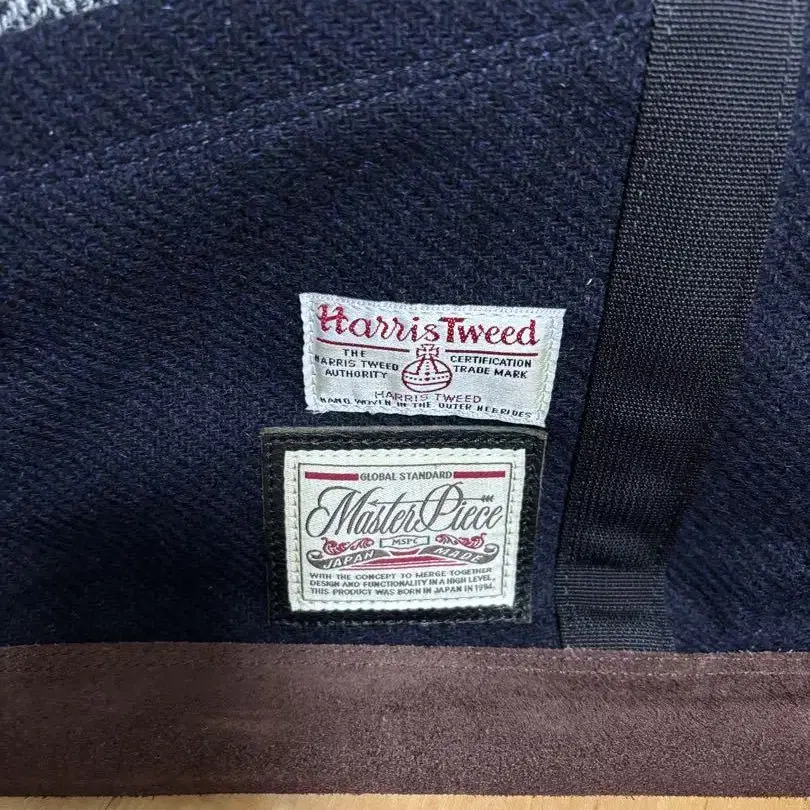 Harris Tweed
THE HARRIS TWEED AUTHORITY
CERTIFICATION TRADE MARK
HARRIS TWEED
HAND WOVEN IN THE OUTER HEBRIDES
GLOBAL STANDARD
Master Piece
MSPC
JAPAN MADE
WITH THE CONCEPT TO MERGE TOGETHER
DESIGN AND FUNCTIONALITY IN A HIGH LEVEL,
THIS PRODUCT WAS BORN IN JAPAN IN 1994.